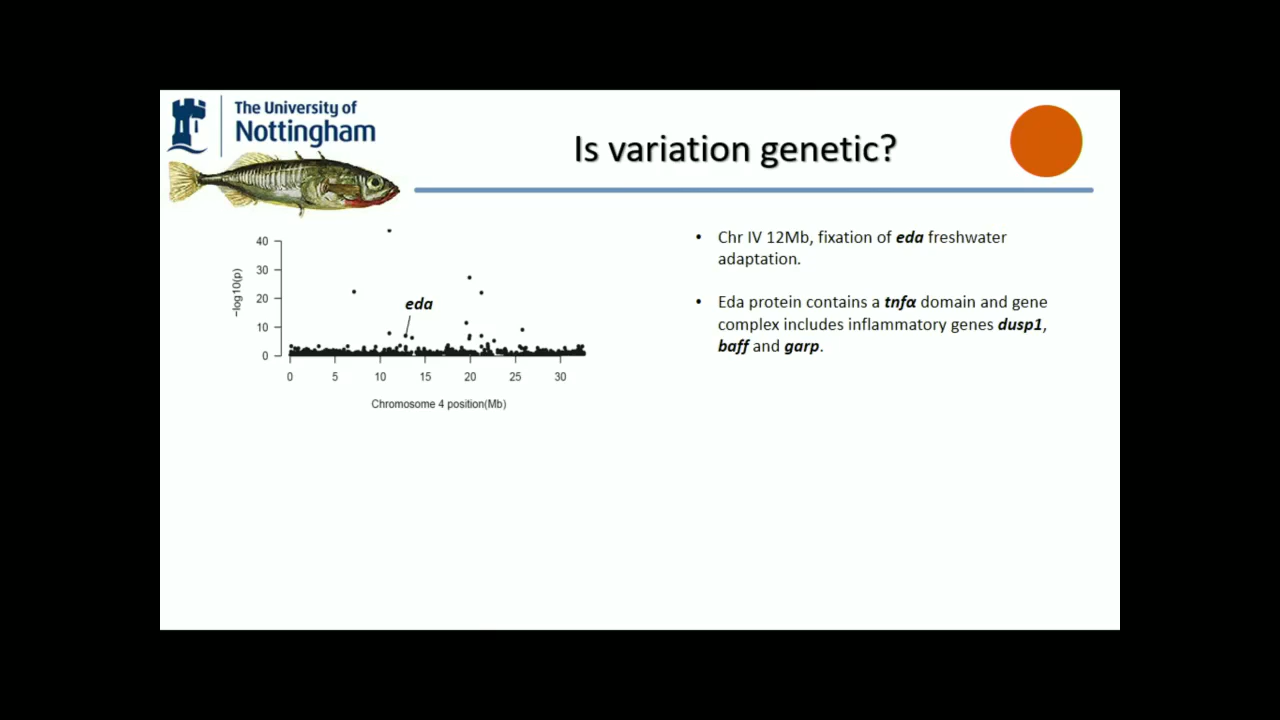 The University of
Nottingham
Is variation genetic?
40
30
20
10
0
−log10(p)
eda
0 5 10 15 20 25 30
Chromosome 4 position(Mb)
• Chr IV 12Mb, fixation of eda freshwater
adaptation.
• Eda protein contains a tnfα domain and gene
complex includes inflammatory genes dusp1,
baff and garp.